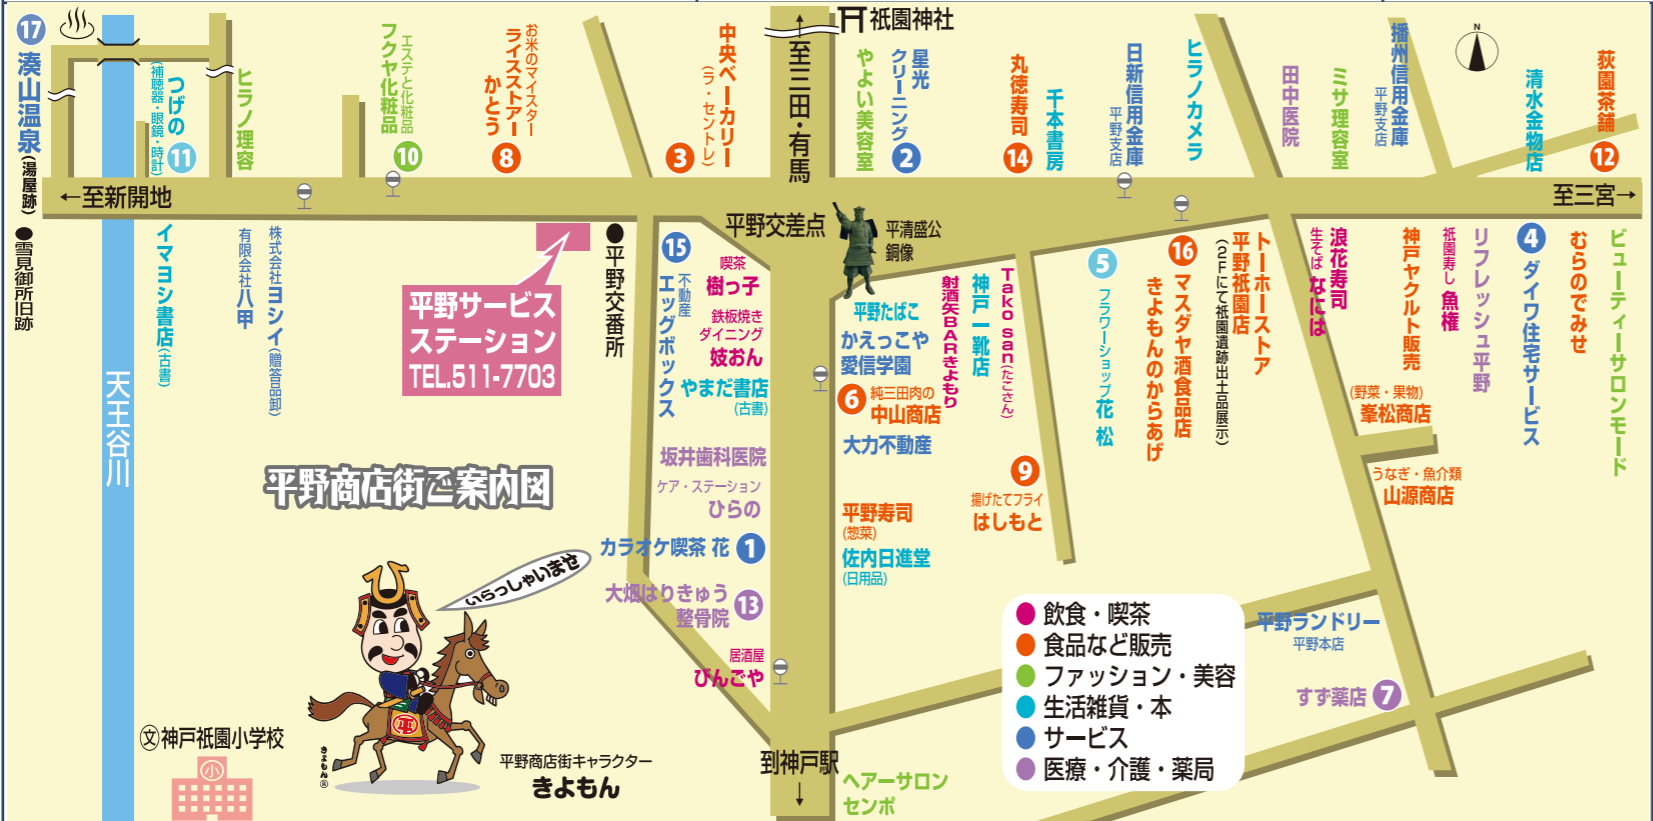 17
湊山温泉
(湯屋跡)
つげの
(補聴器・眼鏡・時計)
11
ヒラノ理容
エステと化粧品
フクヤ化粧品
10
お米のマイスター
ライスストアー
かとう
8
中央ベーカリー
(ラ・セントレ)
3
至三田・有馬
祇園神社
やよい美容室
星光
クリーニング
2
丸徳寿司
14
千本書房
日新信用金庫
平野支店
ヒラノカメラ
田中医院
ミサ理容室
播州信用金庫
平野支店
N
清水金物店
荻園茶舗
12
←至新開地
至三宮→
平野交差点
平清盛公
銅像
●雪見御所旧跡
天王谷川
イマヨシ書店(古書)
有限会社八甲
株式会社ヨシイ(贈答品卸)
平野サービス
ステーション
TEL.511-7703
●平野交番所
15
不動産
エッグボックス
喫茶
樹っ子
鉄板焼き
ダイニング
妓おん
やまだ書店
(古書)
坂井歯科医院
ケア・ステーション
ひらの
カラオケ喫茶 花
1
大畑はりきゅう
整骨院
13
居酒屋
びんごや
平野たばこ
かえっこや
愛信学園
6
純三田肉の
中山商店
大力不動産
平野寿司
(惣菜)
佐内日進堂
(日用品)
射酒矢BARきよもり
神戸一靴店
Tako san(たこさん)
9
揚げたてフライ
はしもと
5
フラワーショップ花松
16
マスダヤ酒食品店
きよもんのからあげ
トーホーストア
平野祇園店
(2Fにて祇園遺跡出土品展示)
浪花寿司
生そば なには
神戸ヤクルト販売
祇園寿し 魚権
リフレッシュ平野
4
ダイワ住宅サービス
むらのでみせ
ビューティーサロンモード
(野菜・果物)
峯松商店
うなぎ・魚介類
山源商店
平野商店街ご案内図
いらっしゃいませ
平
きよもん®
平野商店街キャラクター
きよもん
文神戸祇園小学校
小
到神戸駅
↓
ヘアーサロン
センポ
飲食・喫茶
食品など販売
ファッション・美容
生活雑貨・本
サービス
医療・介護・薬局
平野ランドリー
平野本店
すず薬店
7